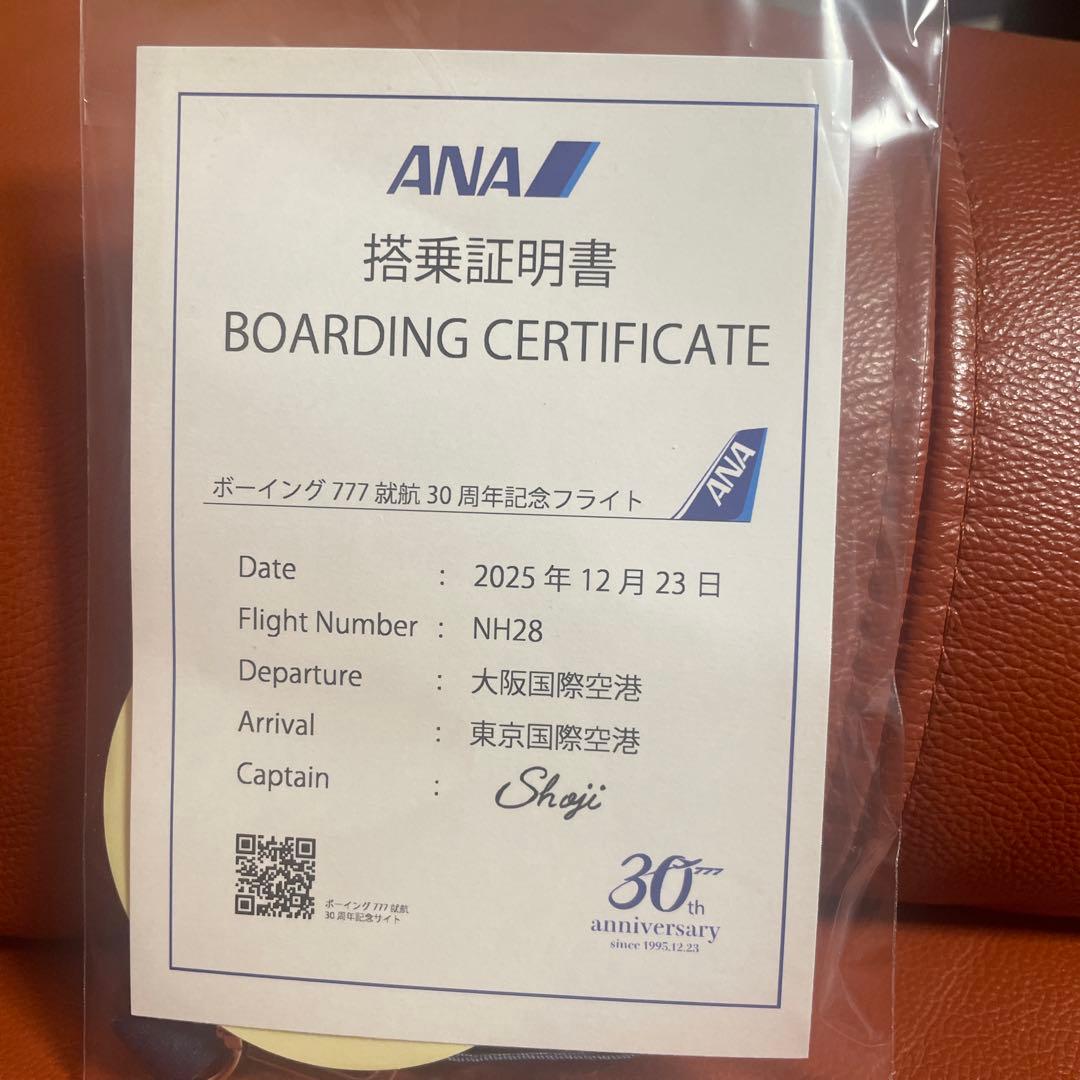 ANA
搭乗証明書
BOARDING CERTIFICATE
ANA
ボーイング 777 就航 30 周年記念フライト
Date : 2025 年 12 月 23 日
Flight Number : NH28
Departure : 大阪国際空港
Arrival : 東京国際空港
Captain : Shoji
ボーイング 777 就航
30 周年記念サイト
30th 777
anniversary
since 1995.12.23